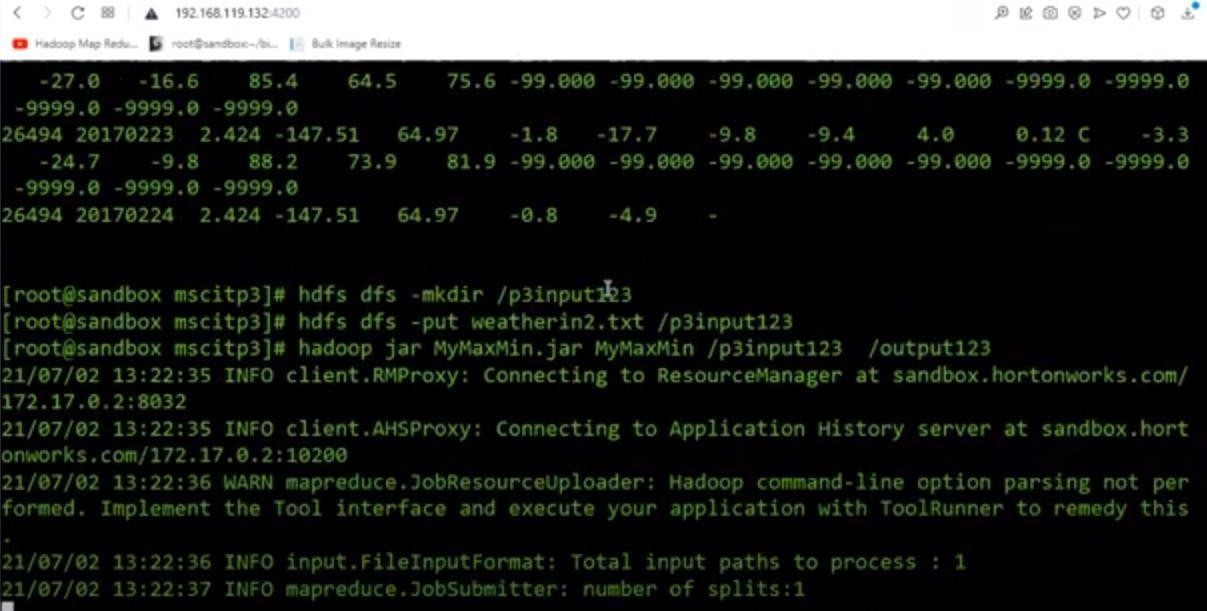 192.168.119.132:4200
Hadoop Map Redu... root@sandbox:~/bi... Bulk Image Resize
-27.0 -16.6 85.4 64.5 75.6 -99.000 -99.000 -99.000 -99.000 -99.000 -9999.0 -9999.0
-9999.0 -9999.0 -9999.0
26494 20170223 2.424 -147.51 64.97 -1.8 -17.7 -9.8 -9.4 4.0 0.12 C -3.3
-24.7 -9.8 88.2 73.9 81.9 -99.000 -99.000 -99.000 -99.000 -99.000 -9999.0 -9999.0
-9999.0 -9999.0 -9999.0
26494 20170224 2.424 -147.51 64.97 -0.8 -4.9 -
[root@sandbox mscitp3]# hdfs dfs -mkdir /p3input123
[root@sandbox mscitp3]# hdfs dfs -put weatherin2.txt /p3input123
[root@sandbox mscitp3]# hadoop jar MyMaxMin.jar MyMaxMin /p3input123 /output123
21/07/02 13:22:35 INFO client.RMProxy: Connecting to ResourceManager at sandbox.hortonworks.com/
172.17.0.2:8032
21/07/02 13:22:35 INFO client.AHSProxy: Connecting to Application History server at sandbox.hort
onworks.com/172.17.0.2:10200
21/07/02 13:22:36 WARN mapreduce.JobResourceUploader: Hadoop command-line option parsing not per
formed. Implement the Tool interface and execute your application with ToolRunner to remedy this
.
21/07/02 13:22:36 INFO input.FileInputFormat: Total input paths to process : 1
21/07/02 13:22:37 INFO mapreduce.JobSubmitter: number of splits:1